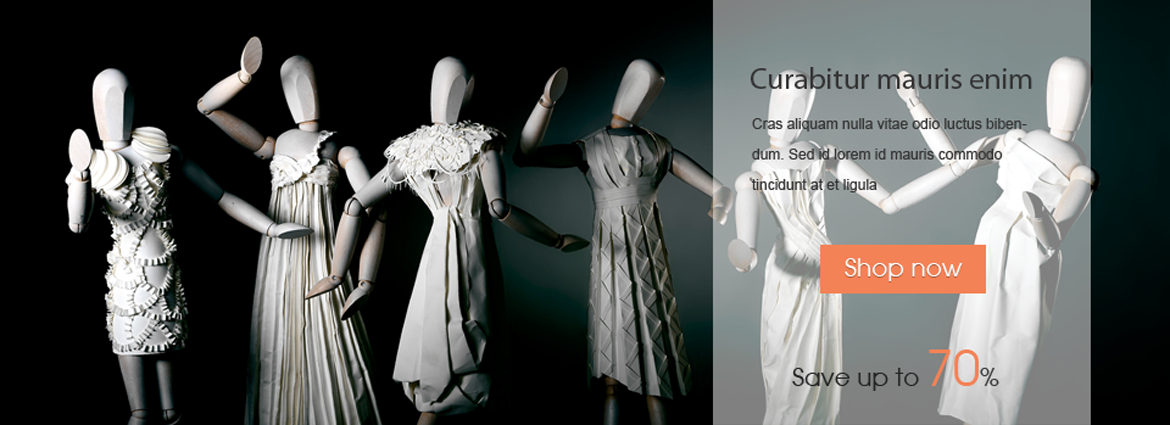 Curabitur mauris enim
Cras aliquam nulla vitae odio luctus biben-
dum. Sed id lorem id mauris commodo
tincidunt at et ligula
Shop now
Save up to 70%